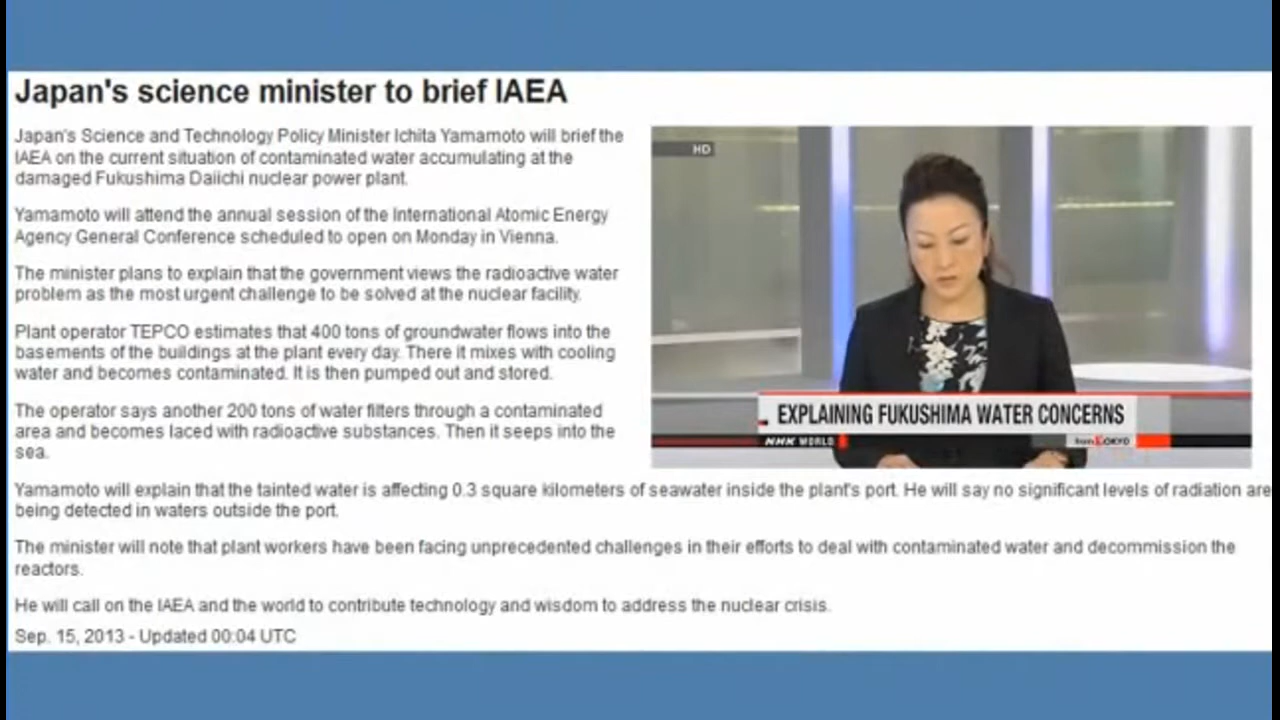 Japan's science minister to brief IAEA
Japan's Science and Technology Policy Minister Ichita Yamamoto will brief the
IAEA on the current situation of contaminated water accumulating at the
damaged Fukushima Daiichi nuclear power plant.
Yamamoto will attend the annual session of the International Atomic Energy
Agency General Conference scheduled to open on Monday in Vienna.
The minister plans to explain that the government views the radioactive water
problem as the most urgent challenge to be solved at the nuclear facility.
Plant operator TEPCO estimates that 400 tons of groundwater flows into the
basements of the buildings at the plant every day. There it mixes with cooling
water and becomes contaminated. It is then pumped out and stored.
The operator says another 200 tons of water filters through a contaminated
area and becomes laced with radioactive substances. Then it seeps into the
sea.
HD
EXPLAINING FUKUSHIMA WATER CONCERNS
NHK WORLD
from TOKYO
Yamamoto will explain that the tainted water is affecting 0.3 square kilometers of seawater inside the plant's port. He will say no significant levels of radiation are
being detected in waters outside the port.
The minister will note that plant workers have been facing unprecedented challenges in their efforts to deal with contaminated water and decommission the
reactors.
He will call on the IAEA and the world to contribute technology and wisdom to address the nuclear crisis.
Sep. 15, 2013 - Updated 00:04 UTC